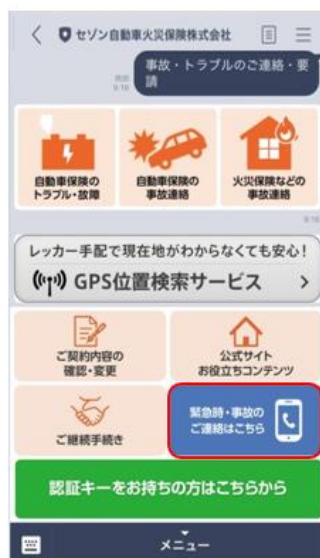 セゾン自動車火災保険株式会社
事故・トラブルのご連絡・要
請
既読
9:16
自動車保険の
トラブル・故障
自動車保険の
事故連絡
火災保険などの
事故連絡
9:16
レッカー手配で現在地がわからなくても安心!
GPS位置検索サービス
ご契約内容の
確認・変更
公式サイト
お役立ちコンテンツ
ご継続手続き
緊急時・事故の
ご連絡はこちら
認証キーをお持ちの方はこちらから
メニュー